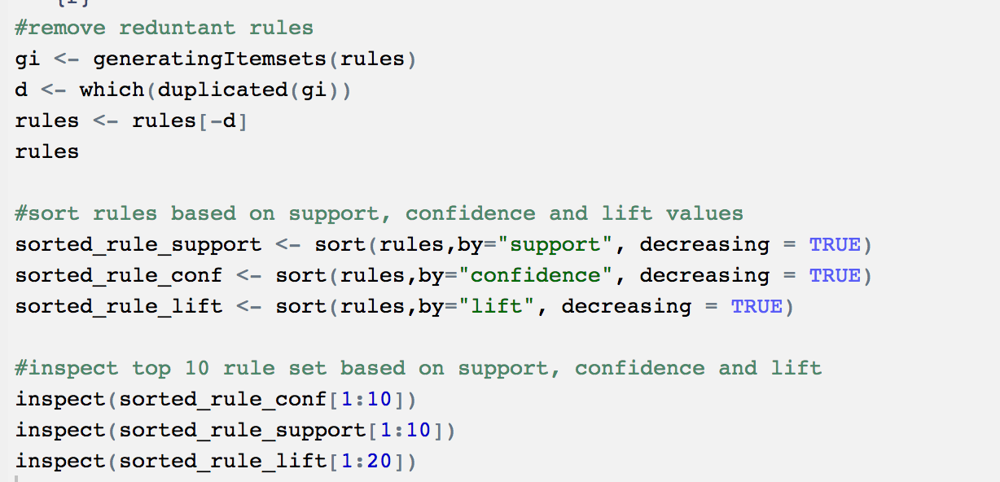 #remove reduntant rules
gi <- generatingItemsets(rules)
d <- which(duplicated(gi))
rules <- rules[-d]
rules
#sort rules based on support, confidence and lift values
sorted_rule_support <- sort(rules,by="support", decreasing = TRUE)
sorted_rule_conf <- sort(rules,by="confidence", decreasing = TRUE)
sorted_rule_lift <- sort(rules,by="lift", decreasing = TRUE)
#inspect top 10 rule set based on support, confidence and lift
inspect(sorted_rule_conf[1:10])
inspect(sorted_rule_support[1:10])
inspect(sorted_rule_lift[1:20])